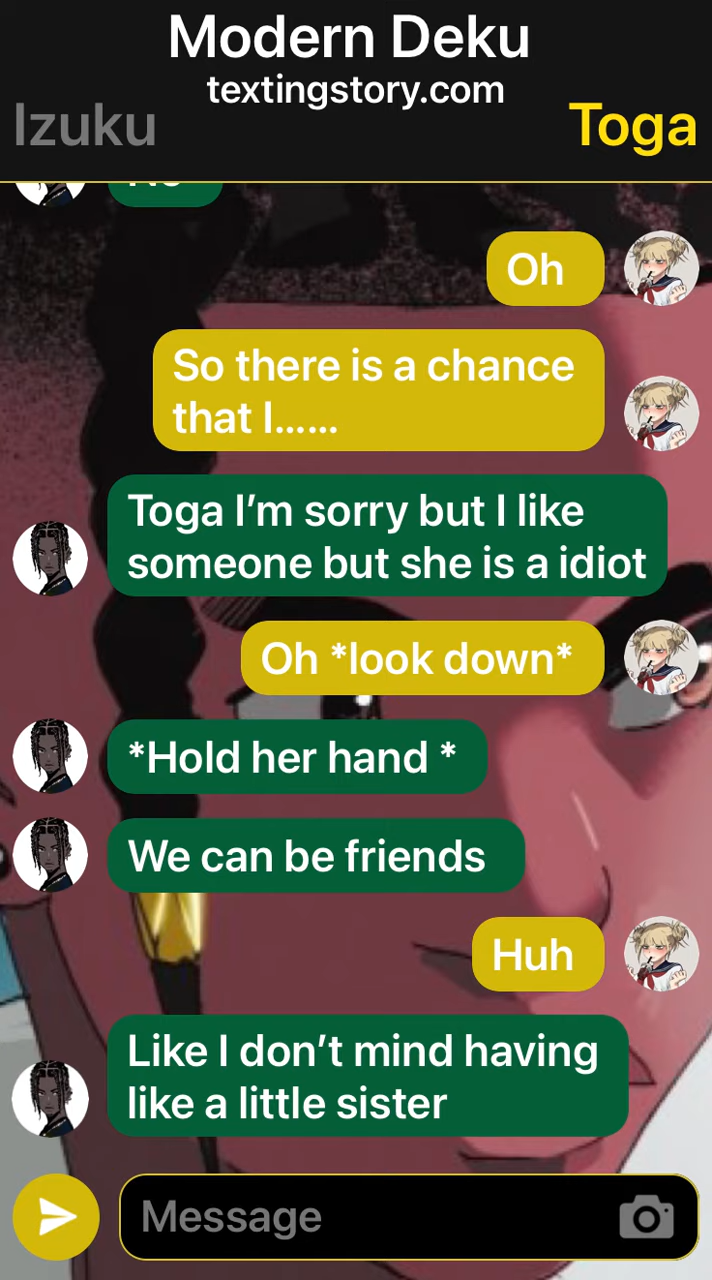 Modern Deku
textingstory.com
Izuku
Toga
No
Oh
So there is a chance
that I......
Toga I’m sorry but I like
someone but she is a idiot
Oh *look down*
*Hold her hand *
We can be friends
Huh
Like I don’t mind having
like a little sister
Message